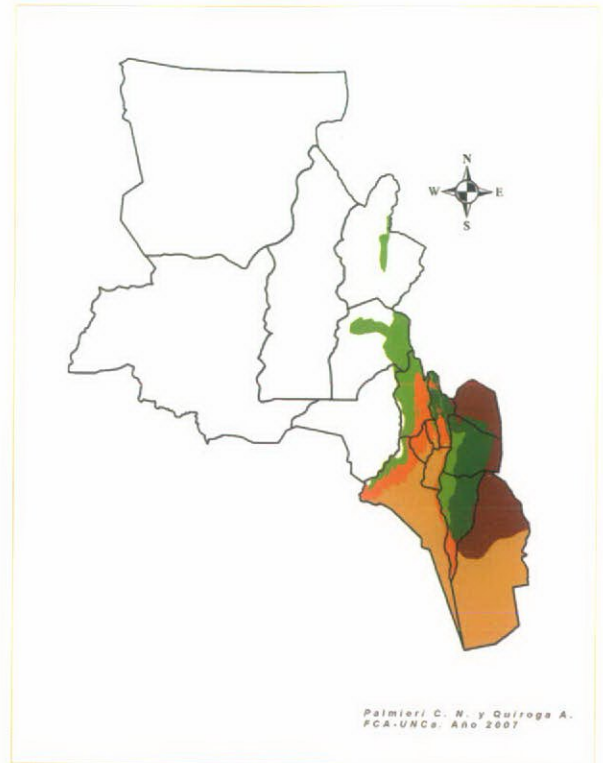 N
W E
S
Palmieri C. N. y Quiroga A.
FCA-UNCa. Año 2007